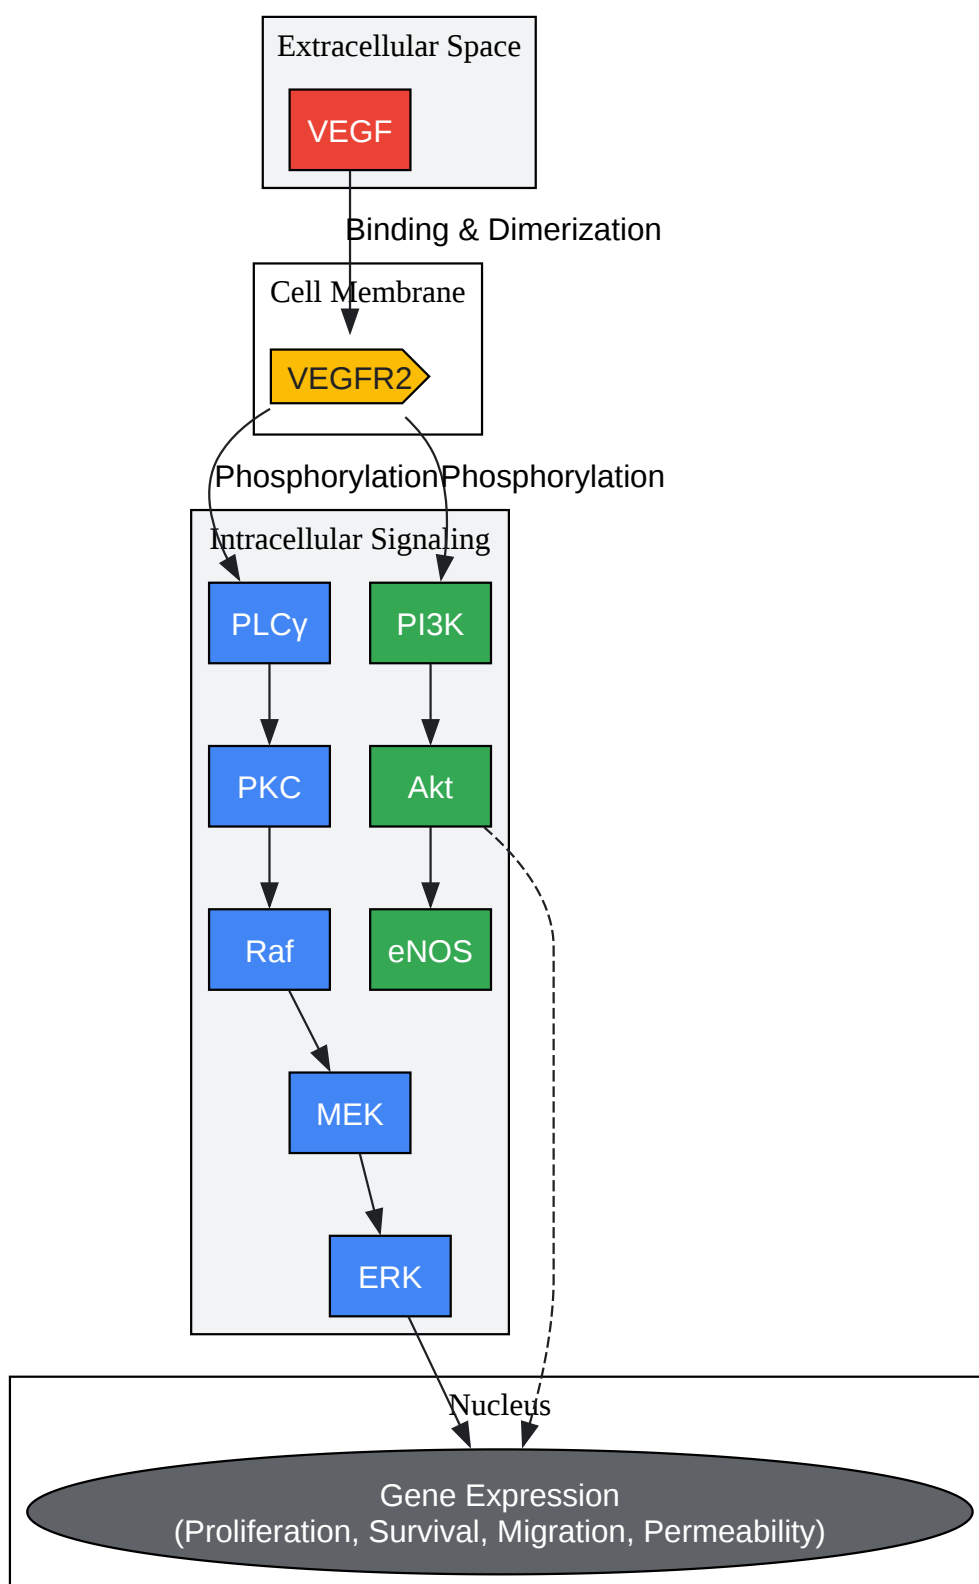 Extracellular Space
VEGF
Binding & Dimerization
Cell Membrane
VEGFR2
Phosphorylation
Phosphorylation
Intracellular Signaling
PLCγ
PI3K
PKC
Akt
Raf
eNOS
MEK
ERK
Nucleus
Gene Expression
(Proliferation, Survival, Migration, Permeability)